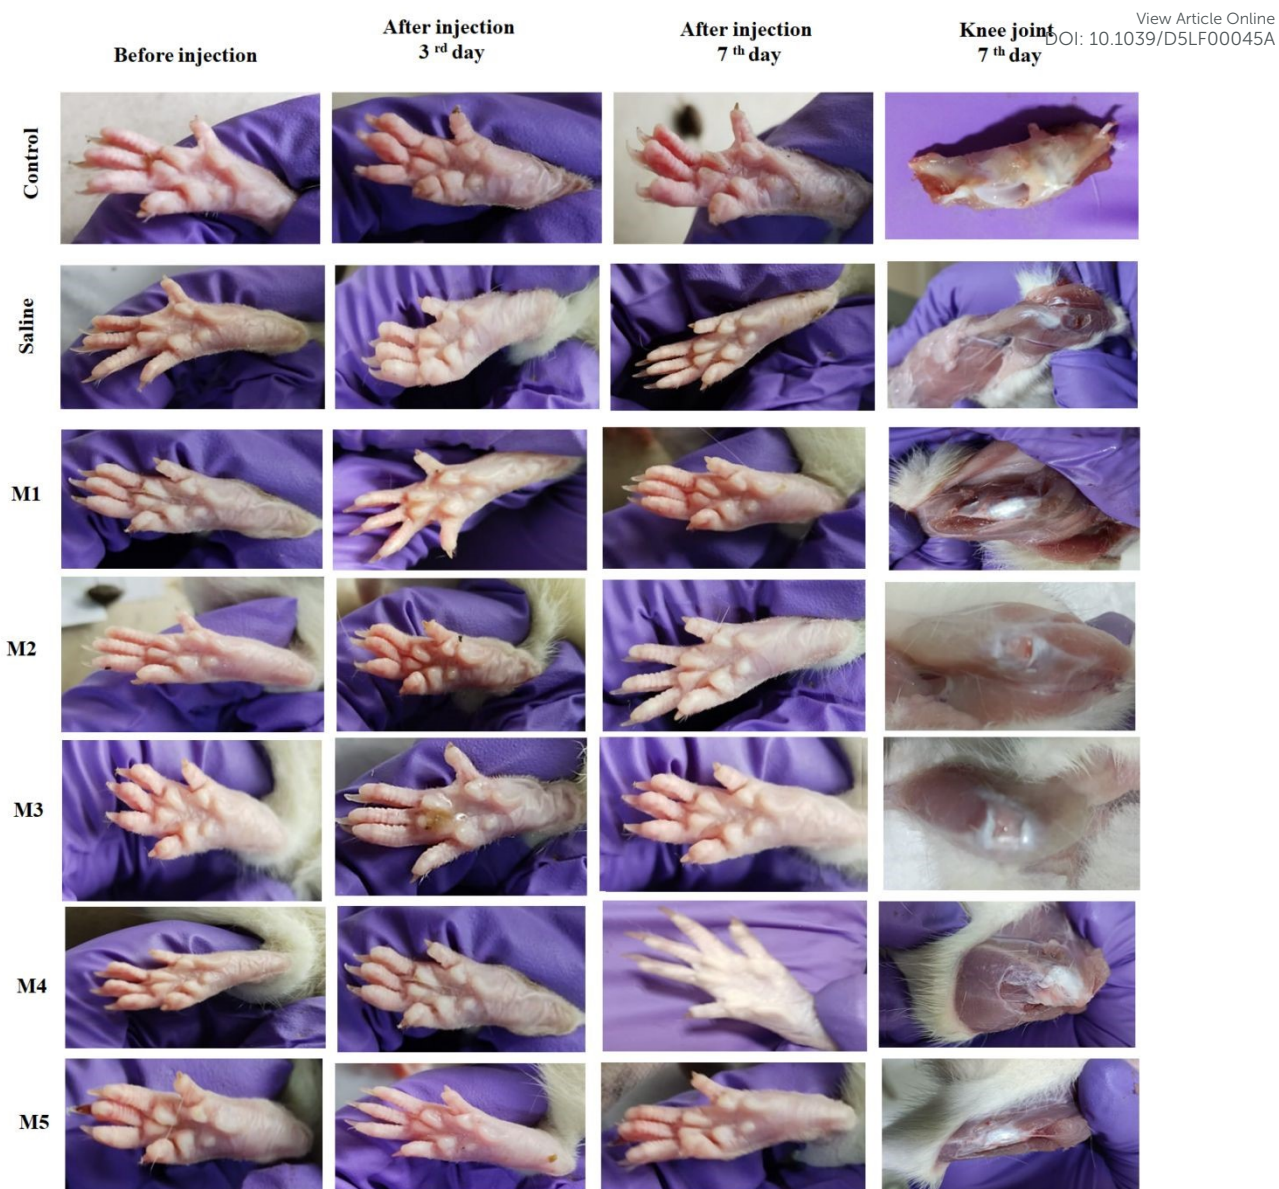 View Article Online
DOI: 10.1039/D5LF00045A
Before injection
After injection
3 rd day
After injection
7 th day
Knee joint
7 th day
Control
Saline
M1
M2
M3
M4
M5